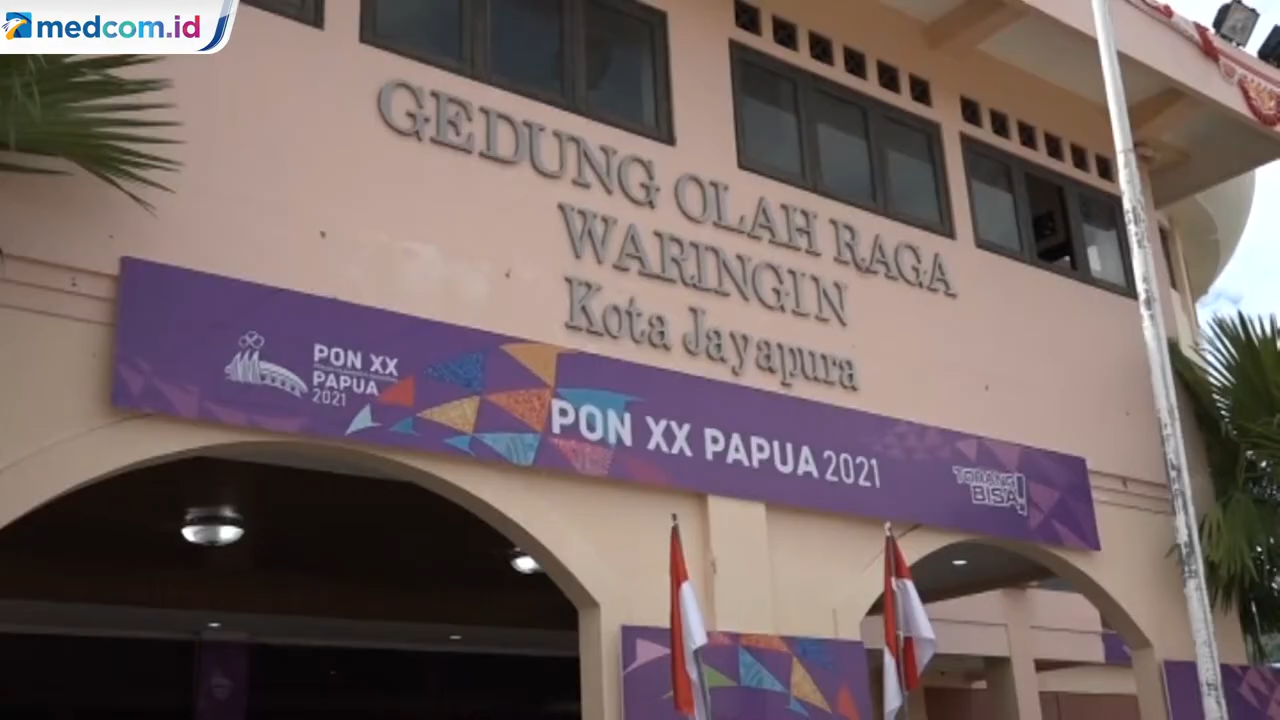 medcom.id
GEDUNG OLAH RAGA
WARINGIN
Kota Jayapura
PON XX
PAPUA
2021
PON XX PAPUA 2021
TORANG
BISA!